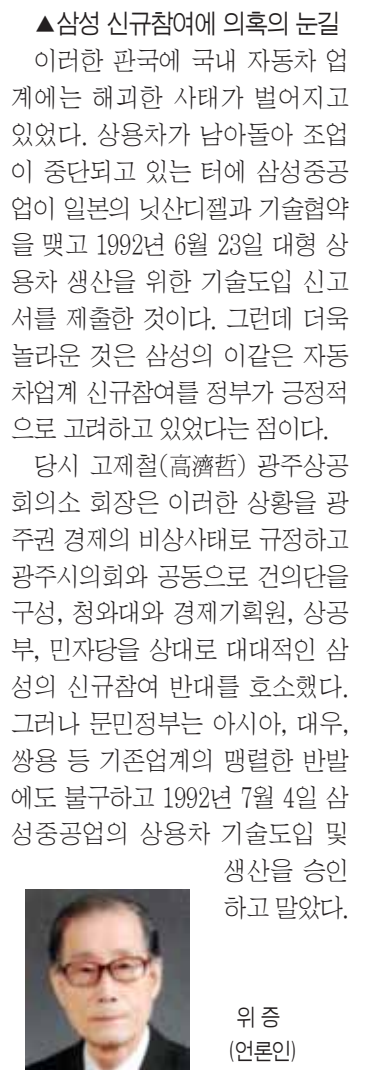 ▲삼성 신규참여에 의혹의 눈길
이러한 판국에 국내 자동차 업
계에는 해괴한 사태가 벌어지고
있었다. 상용차가 남아돌아 조업
이 중단되고 있는 터에 삼성중공
업이 일본의 닛산디젤과 기술협약
을 맺고 1992년 6월 23일 대형 상
용차 생산을 위한 기술도입 신고
서를 제출한 것이다. 그런데 더욱
놀라운 것은 삼성의 이같은 자동
차업계 신규참여를 정부가 긍정적
으로 고려하고 있었다는 점이다.
당시 고제철(高濟哲) 광주상공
회의소 회장은 이러한 상황을 광
주권 경제의 비상사태로 규정하고
광주시의회와 공동으로 건의단을
구성, 청와대와 경제기획원, 상공
부, 민자당을 상대로 대대적인 삼
성의 신규참여 반대를 호소했다.
그러나 문민정부는 아시아, 대우,
쌍용 등 기존업계의 맹렬한 반발
에도 불구하고 1992년 7월 4일 삼
성중공업의 상용차 기술도입 및
생산을 승인
하고 말았다.
위 증
(언론인)